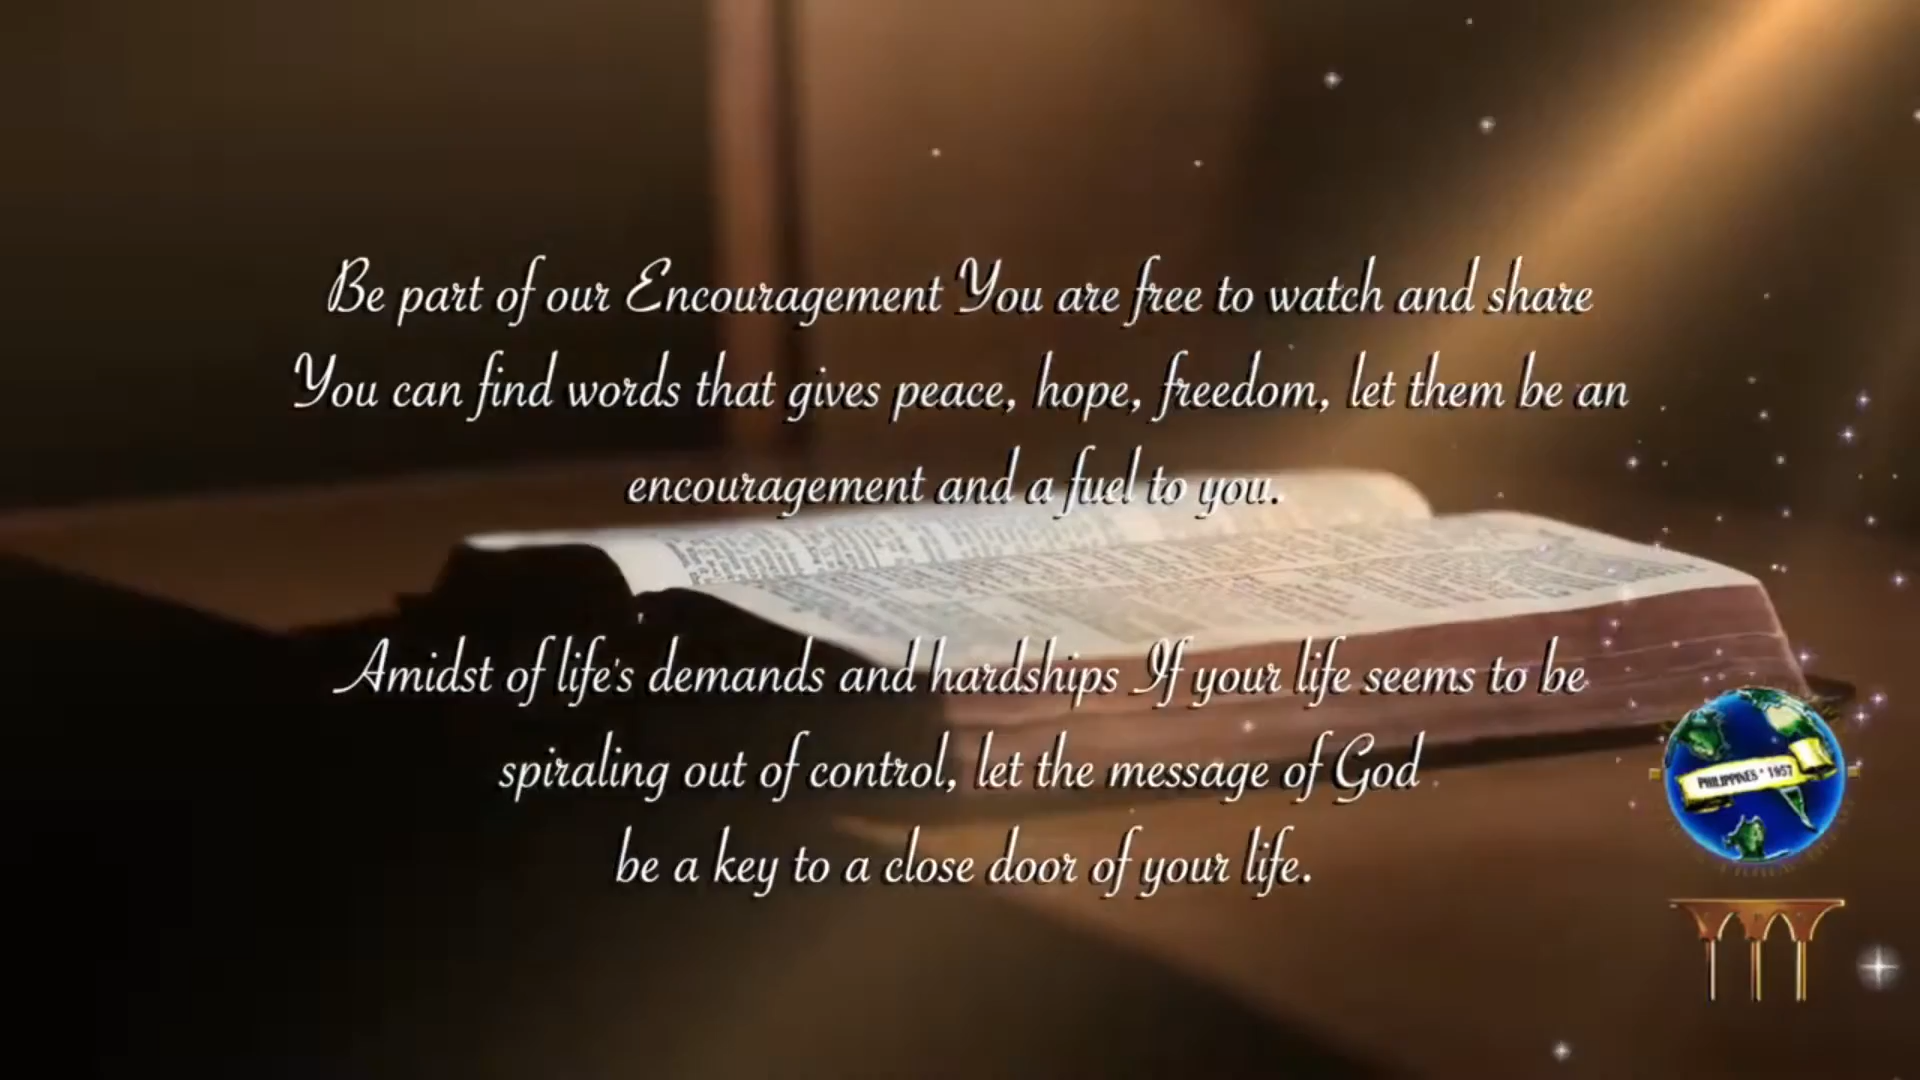 Be part of our Encouragement You are free to watch and share
You can find words that gives peace, hope, freedom, let them be an
encouragement and a fuel to you.
Amidst of life's demands and hardships If your life seems to be
spiraling out of control, let the message of God
be a key to a close door of your life.
PHILIPPINES * 1957